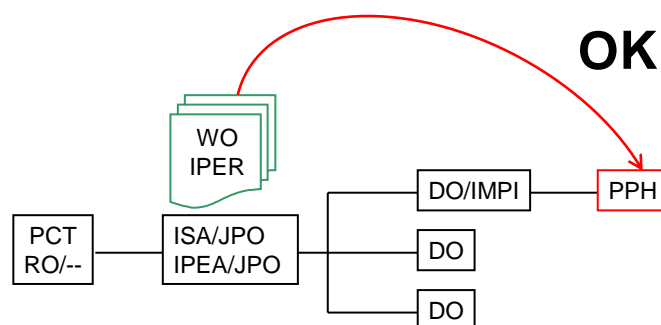 OK
WO
IPER
DO/IMPI
PPH
PCT
RO/--
ISA/JPO
IPEA/JPO
DO
DO